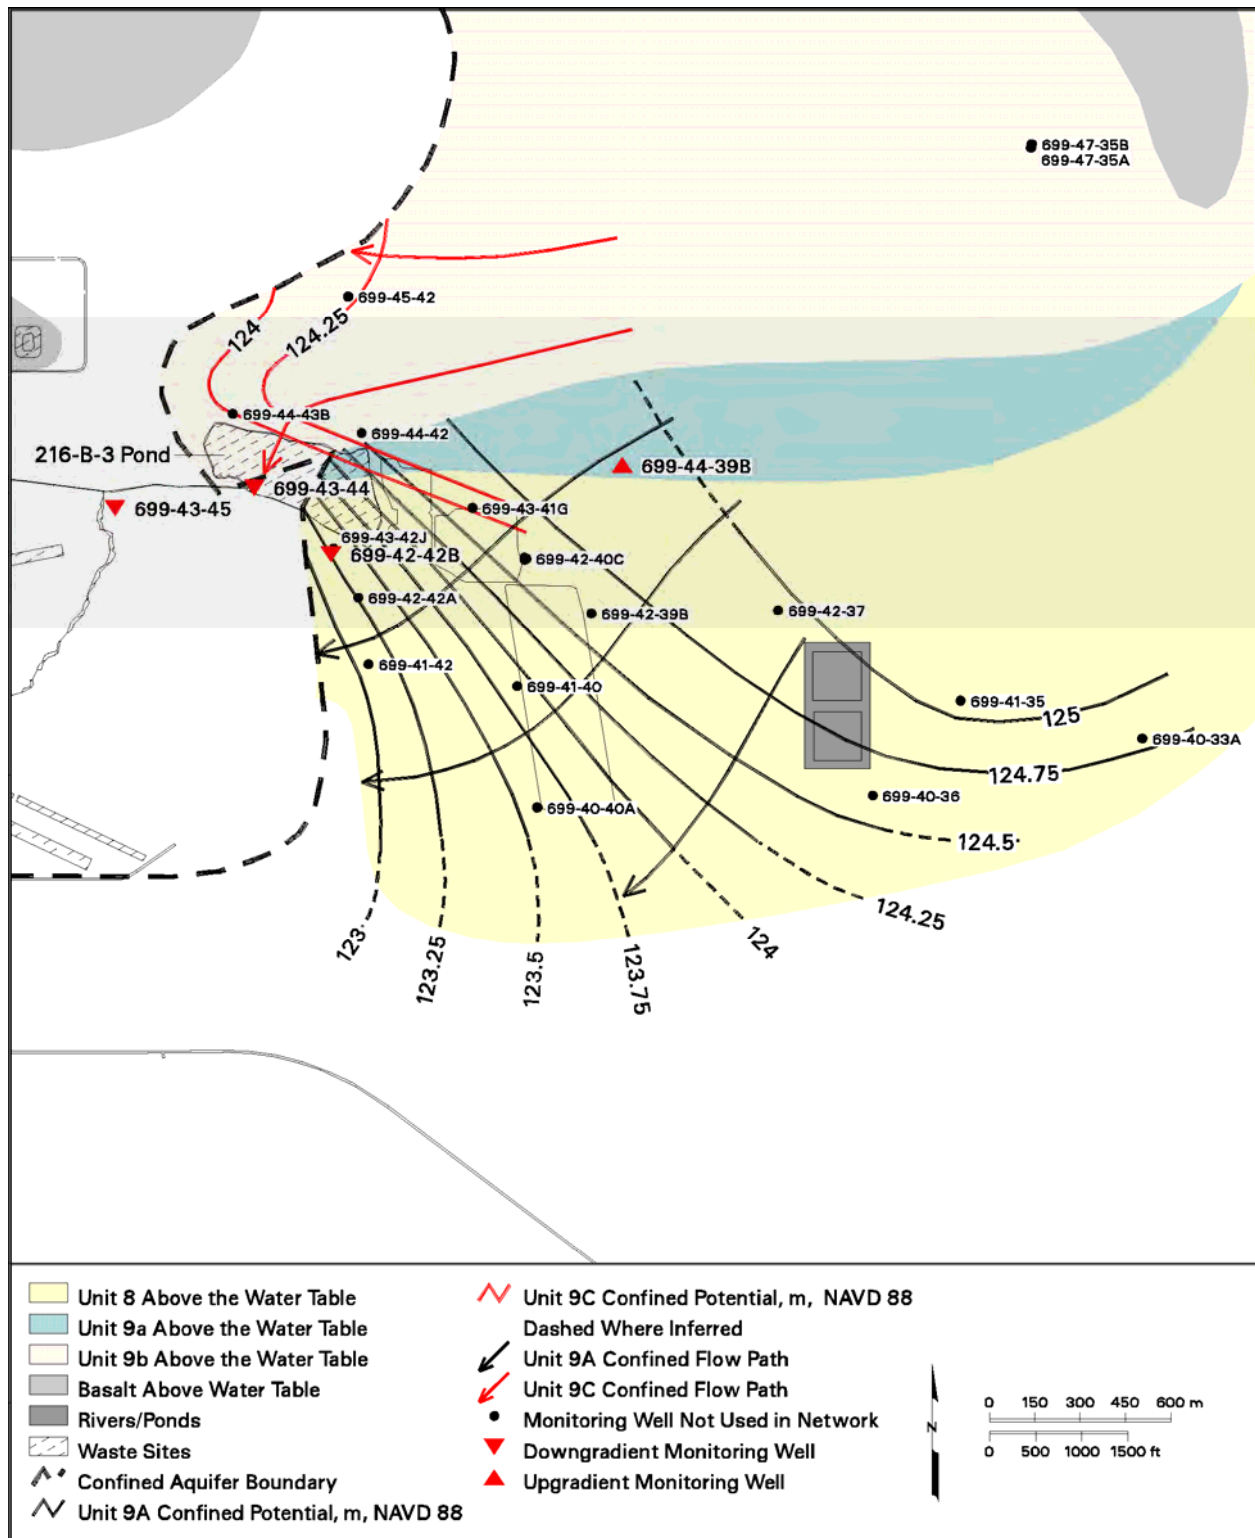 699-47-35B
699-47-35A
699-45-42
124
124.25
699-44-43B
699-44-42
216-B-3 Pond
699-44-39B
699-43-44
699-43-45
699-43-41G
699-43-42J
699-42-42B
699-42-40C
699-42-42A
699-42-39B
699-42-37
699-41-42
699-41-40
699-41-35
125
699-40-33A
124.75
699-40-36
699-40-40A
124.5
124.25
124
123.75
123.5
123.25
123
Unit 8 Above the Water Table
Unit 9a Above the Water Table
Unit 9b Above the Water Table
Basalt Above Water Table
Rivers/Ponds
Waste Sites
Confined Aquifer Boundary
Unit 9A Confined Potential, m, NAVD 88
Unit 9C Confined Potential, m, NAVD 88
Dashed Where Inferred
Unit 9A Confined Flow Path
Unit 9C Confined Flow Path
Monitoring Well Not Used in Network
Downgradient Monitoring Well
Upgradient Monitoring Well
N
0 150 300 450 600 m
0 500 1000 1500 ft